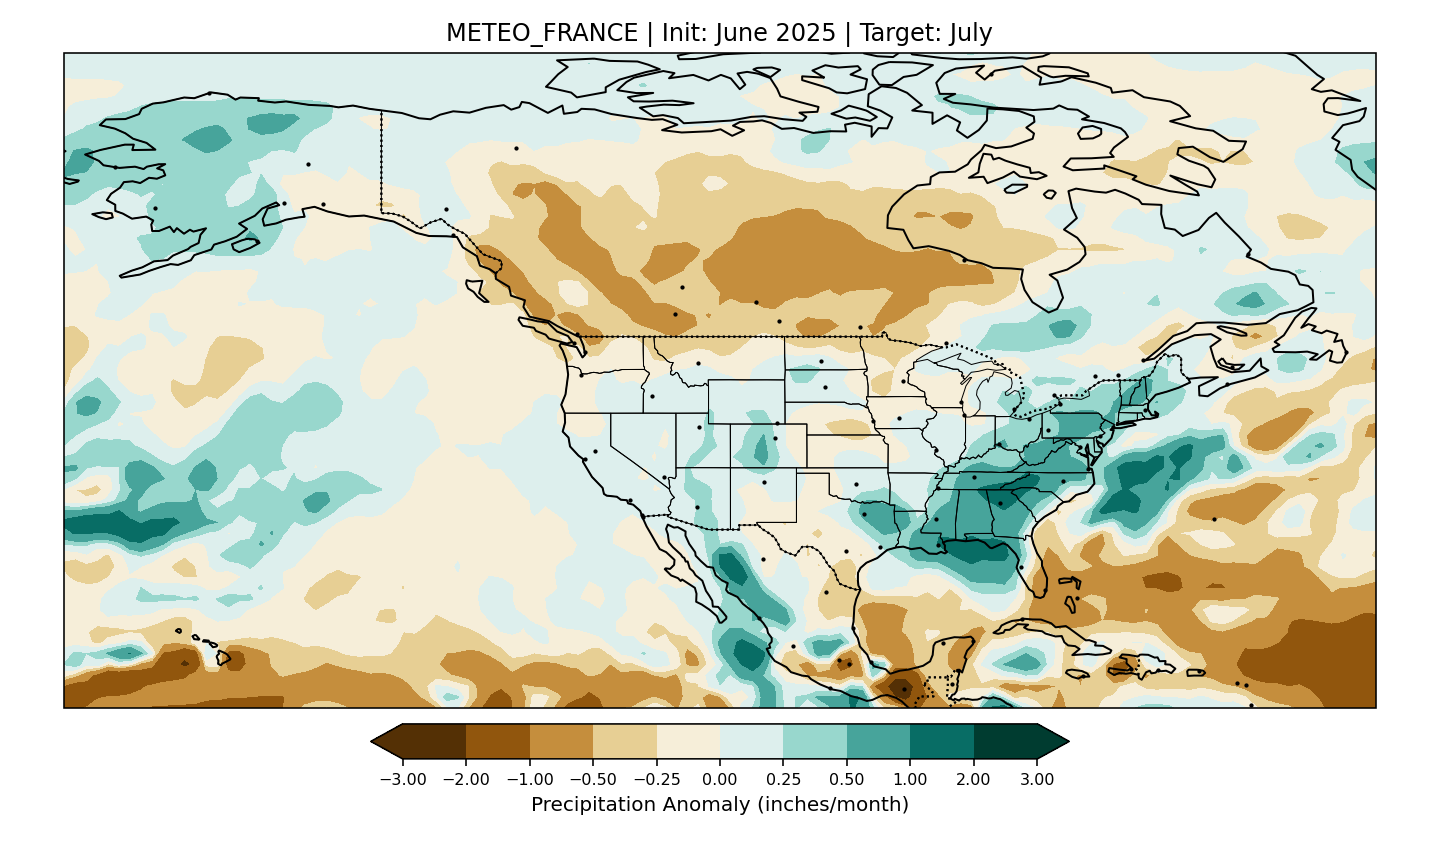 METEO_FRANCE | Init: June 2025 | Target: July
−3.00 −2.00 −1.00 −0.50 −0.25 0.00 0.25 0.50 1.00 2.00 3.00
Precipitation Anomaly (inches/month)